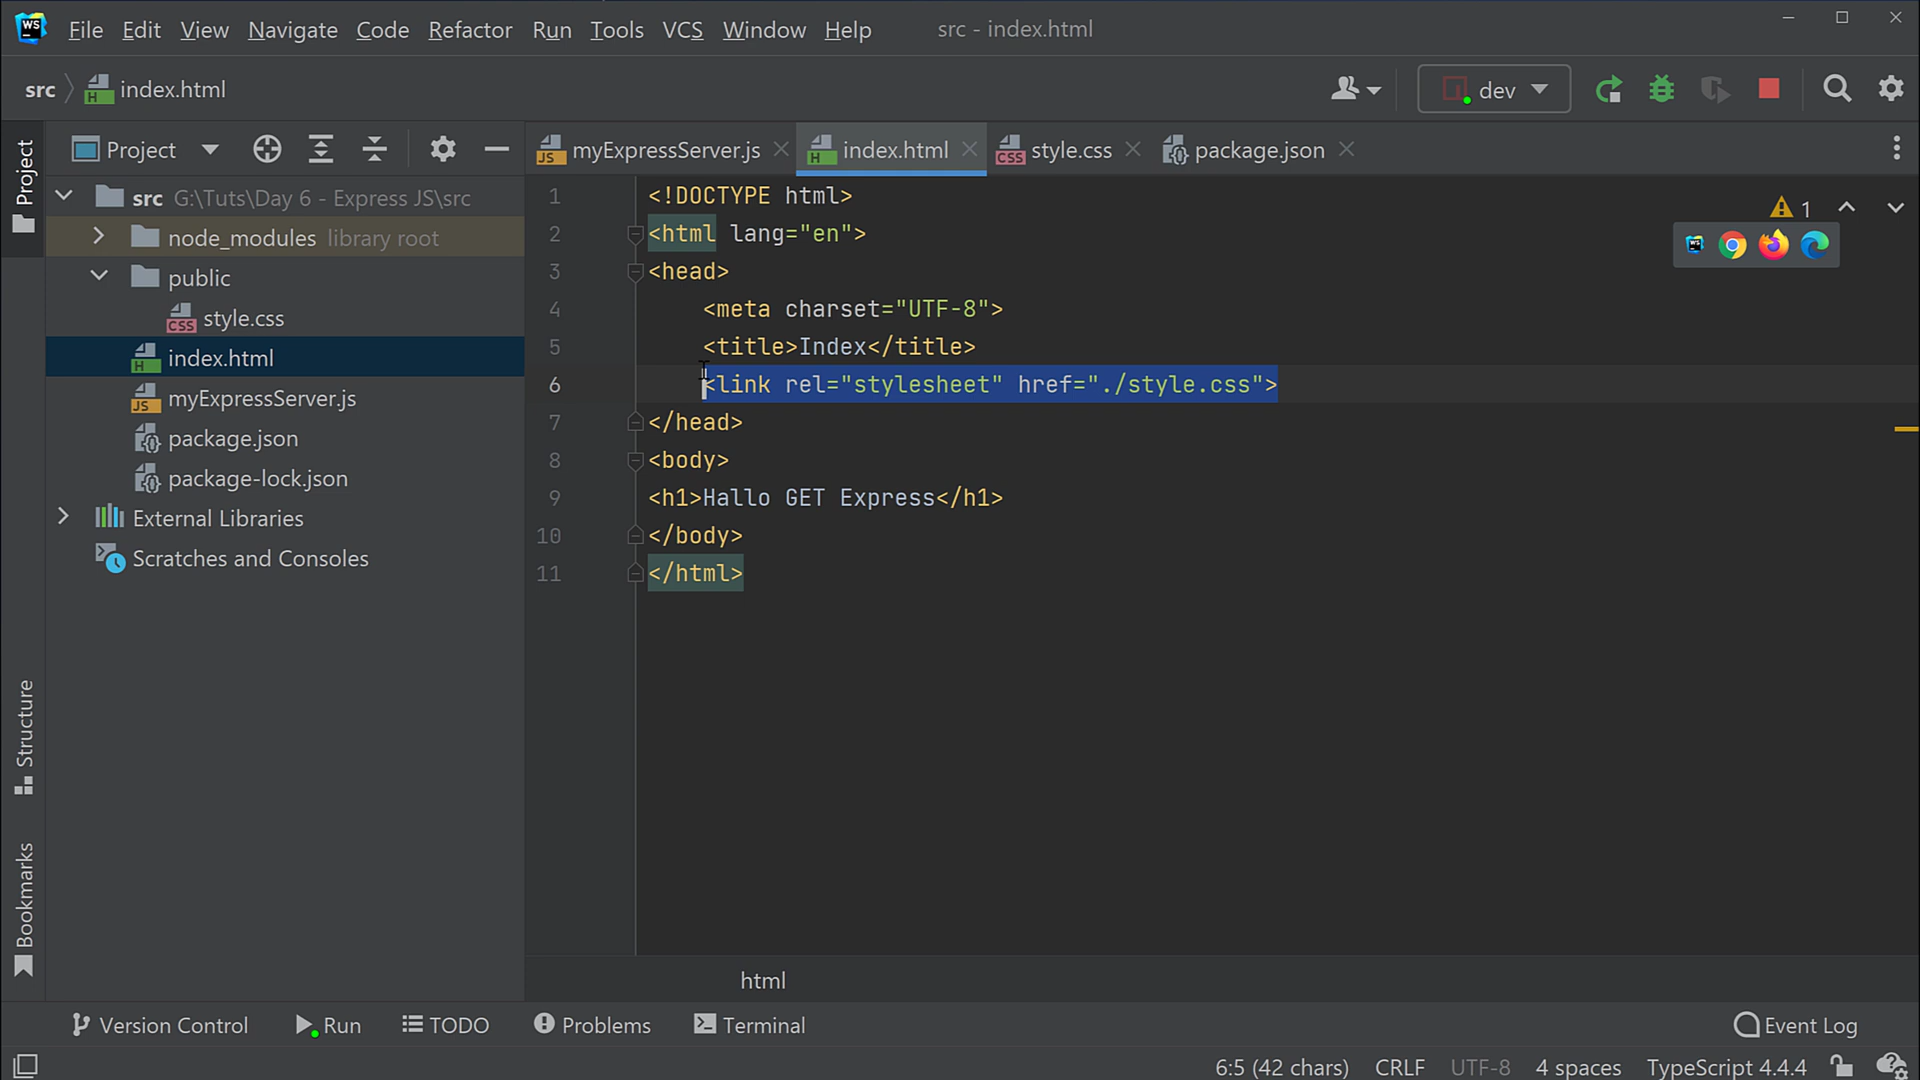 WS File Edit View Navigate Code Refactor Run Tools VCS Window Help src - index.html
src index.html dev
Project
Project myExpressServer.js index.html style.css package.json
src G:\Tuts\Day 6 - Express JS\src
node_modules library root
public
style.css
index.html
myExpressServer.js
package.json
package-lock.json
External Libraries
Scratches and Consoles
1 <!DOCTYPE html>
2 <html lang="en">
3 <head>
4 <meta charset="UTF-8">
5 <title>Index</title>
6 <link rel="stylesheet" href="./style.css">
7 </head>
8 <body>
9 <h1>Hallo GET Express</h1>
10 </body>
11 </html>
1
Structure
Bookmarks
html
Version Control Run TODO Problems Terminal Event Log
6:5 (42 chars) CRLF UTF-8 4 spaces TypeScript 4.4.4